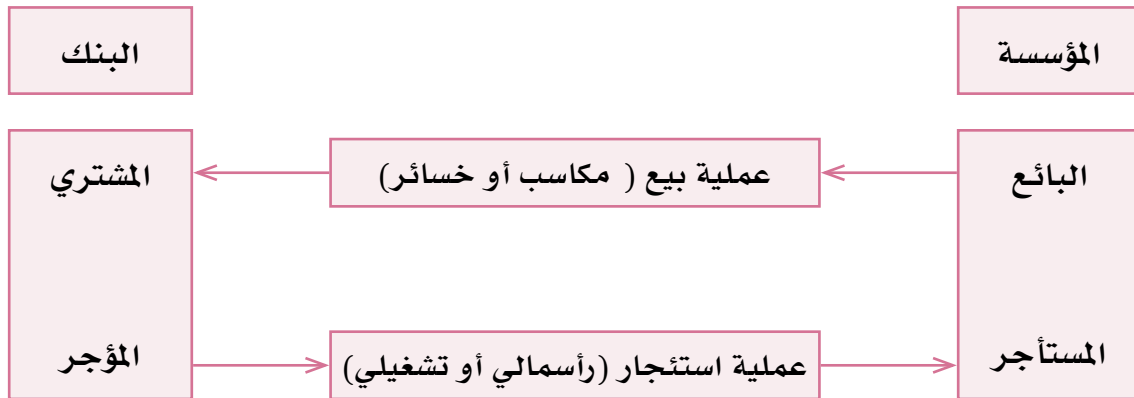 المؤسسة
البنك
البائع
عملية بيع ( مكاسب أو خسائر)
المشتري
المستأجر
عملية استئجار (رأسمالي أو تشغيلي)
المؤجر